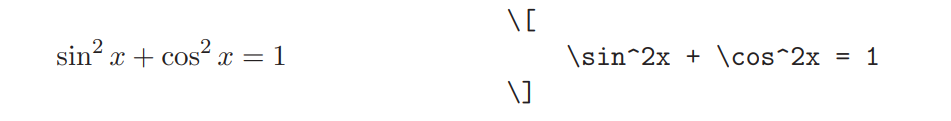 sin² x + cos² x = 1
\[
\sin^2x + \cos^2x = 1
\]